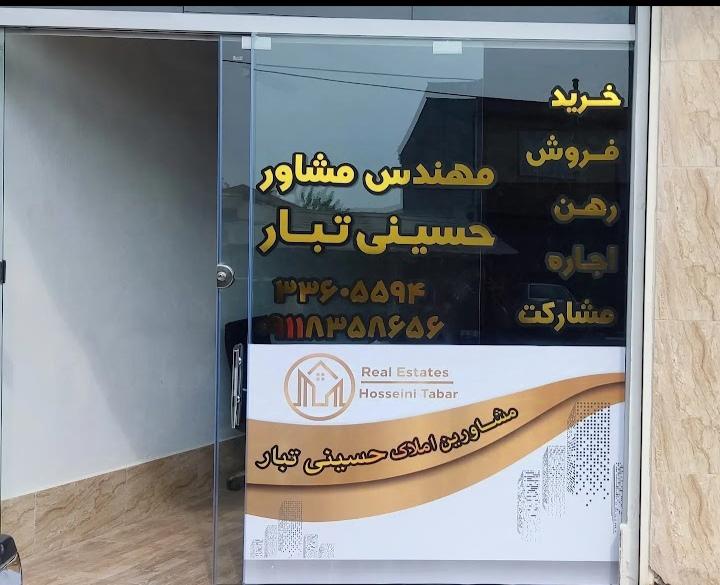 خرید
فروش
رهن
اجاره
مشارکت
مهندس مشاور
حسینی تبار
۳۳۶۰۵۵۹۴
۰۹۱۱۸۳۵۸۶۵۶
Real Estates
Hosseini Tabar
مشاورین املاک حسینی تبار